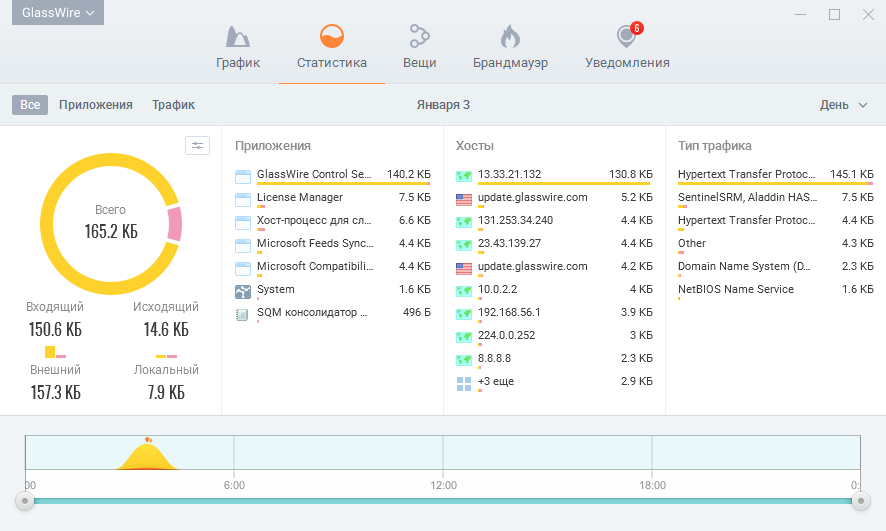 GlassWire
График
Статистика
Вещи
Брандмауэр
6
Уведомления
Все
Приложения
Трафик
Января 3
День
Всего
165.2 КБ
Входящий
Исходящий
150.6 КБ
14.6 КБ
Внешний
Локальный
157.3 КБ
7.9 КБ
Приложения
GlassWire Control Se... 140.2 КБ
License Manager 7.5 КБ
Хост-процесс для сл... 6.6 КБ
Microsoft Feeds Sync... 4.4 КБ
Microsoft Compatibili... 4.4 КБ
System 1.6 КБ
SQM консолидатор ... 496 Б
Хосты
13.33.21.132 130.8 КБ
update.glasswire.com 5.2 КБ
131.253.34.240 4.4 КБ
23.43.139.27 4.4 КБ
update.glasswire.com 4.2 КБ
10.0.2.2 4 КБ
192.168.56.1 3.9 КБ
224.0.0.252 3 КБ
8.8.8.8 2.3 КБ
+3 еще 2.9 КБ
Тип трафика
Hypertext Transfer Protoc... 145.1 КБ
SentinelSRM, Aladdin HAS... 7.5 КБ
Hypertext Transfer Protoc... 4.4 КБ
Other 4.3 КБ
Domain Name System (D... 2.3 КБ
NetBIOS Name Service 1.6 КБ
:00 6:00 12:00 18:00 0: